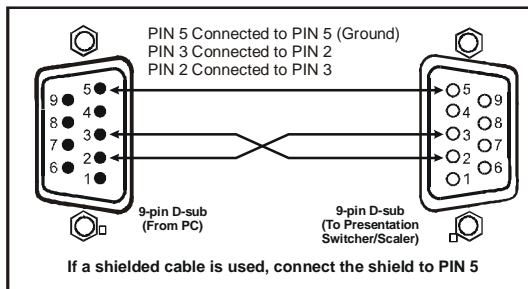 PIN 5 Connected to PIN 5 (Ground)
PIN 3 Connected to PIN 2
PIN 2 Connected to PIN 3
5
9
4
8
3
7
2
6
1
5
9
4
8
3
7
2
6
1
9-pin D-sub
(From PC)
9-pin D-sub
(To Presentation
Switcher/Scaler)
If a shielded cable is used, connect the shield to PIN 5